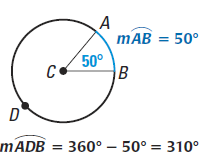 A
mAB = 50°
50°
C
B
D
mADB = 360° – 50° = 310°